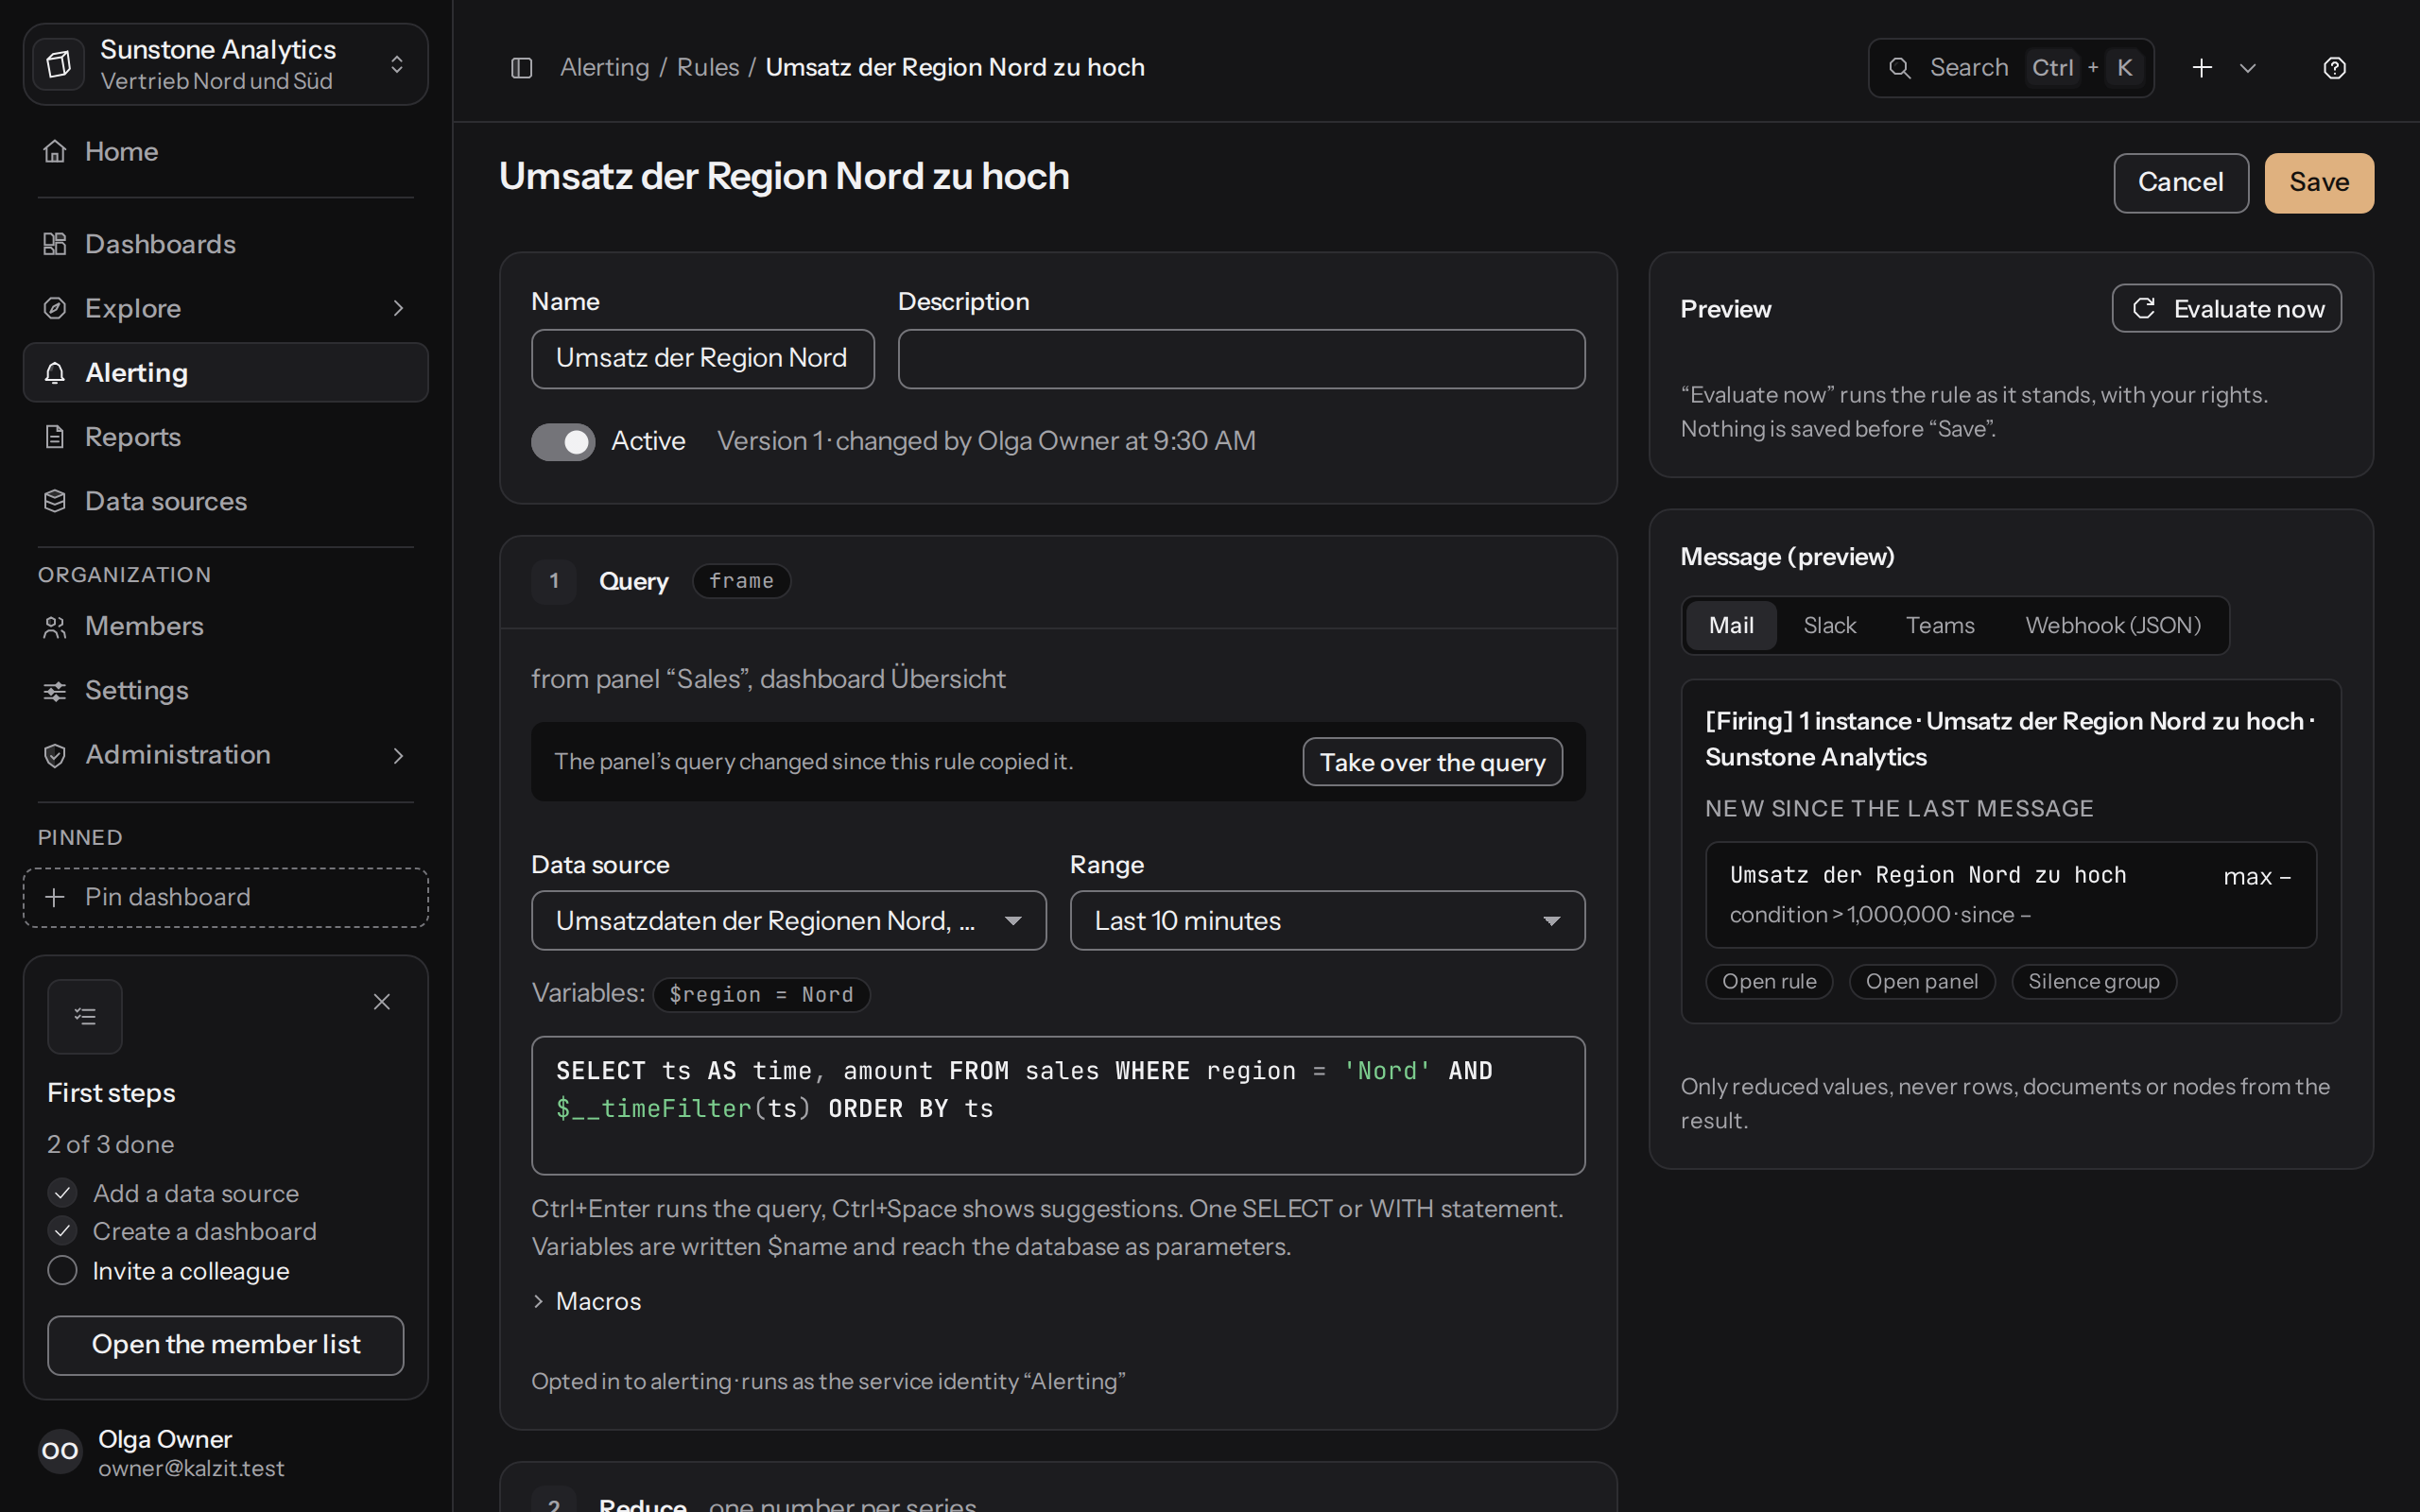 Sunstone Analytics
Vertrieb Nord und Süd
Home
Dashboards
Explore
Alerting
Reports
Data sources
ORGANIZATION
Members
Settings
Administration
PINNED
Pin dashboard
First steps
2 of 3 done
Add a data source
Create a dashboard
Invite a colleague
Open the member list
OO
Olga Owner
owner@kalzit.test
Alerting / Rules / Umsatz der Region Nord zu hoch
Search Ctrl + K
Umsatz der Region Nord zu hoch
Cancel
Save
Name
Description
Umsatz der Region Nord
Active
Version 1 · changed by Olga Owner at 9:30 AM
1 Query frame
from panel “Sales”, dashboard Übersicht
The panel’s query changed since this rule copied it.
Take over the query
Data source
Range
Umsatzdaten der Regionen Nord, ...
Last 10 minutes
Variables: $region = Nord
SELECT ts AS time, amount FROM sales WHERE region = 'Nord' AND
$__timeFilter(ts) ORDER BY ts
Ctrl+Enter runs the query, Ctrl+Space shows suggestions. One SELECT or WITH statement.
Variables are written $name and reach the database as parameters.
Macros
Opted in to alerting · runs as the service identity “Alerting”
2 Reduce one number per series
Preview
Evaluate now
“Evaluate now” runs the rule as it stands, with your rights.
Nothing is saved before “Save”.
Message (preview)
Mail
Slack
Teams
Webhook (JSON)
[Firing] 1 instance · Umsatz der Region Nord zu hoch ·
Sunstone Analytics
NEW SINCE THE LAST MESSAGE
Umsatz der Region Nord zu hoch
max –
condition > 1,000,000 · since –
Open rule
Open panel
Silence group
Only reduced values, never rows, documents or nodes from the
result.